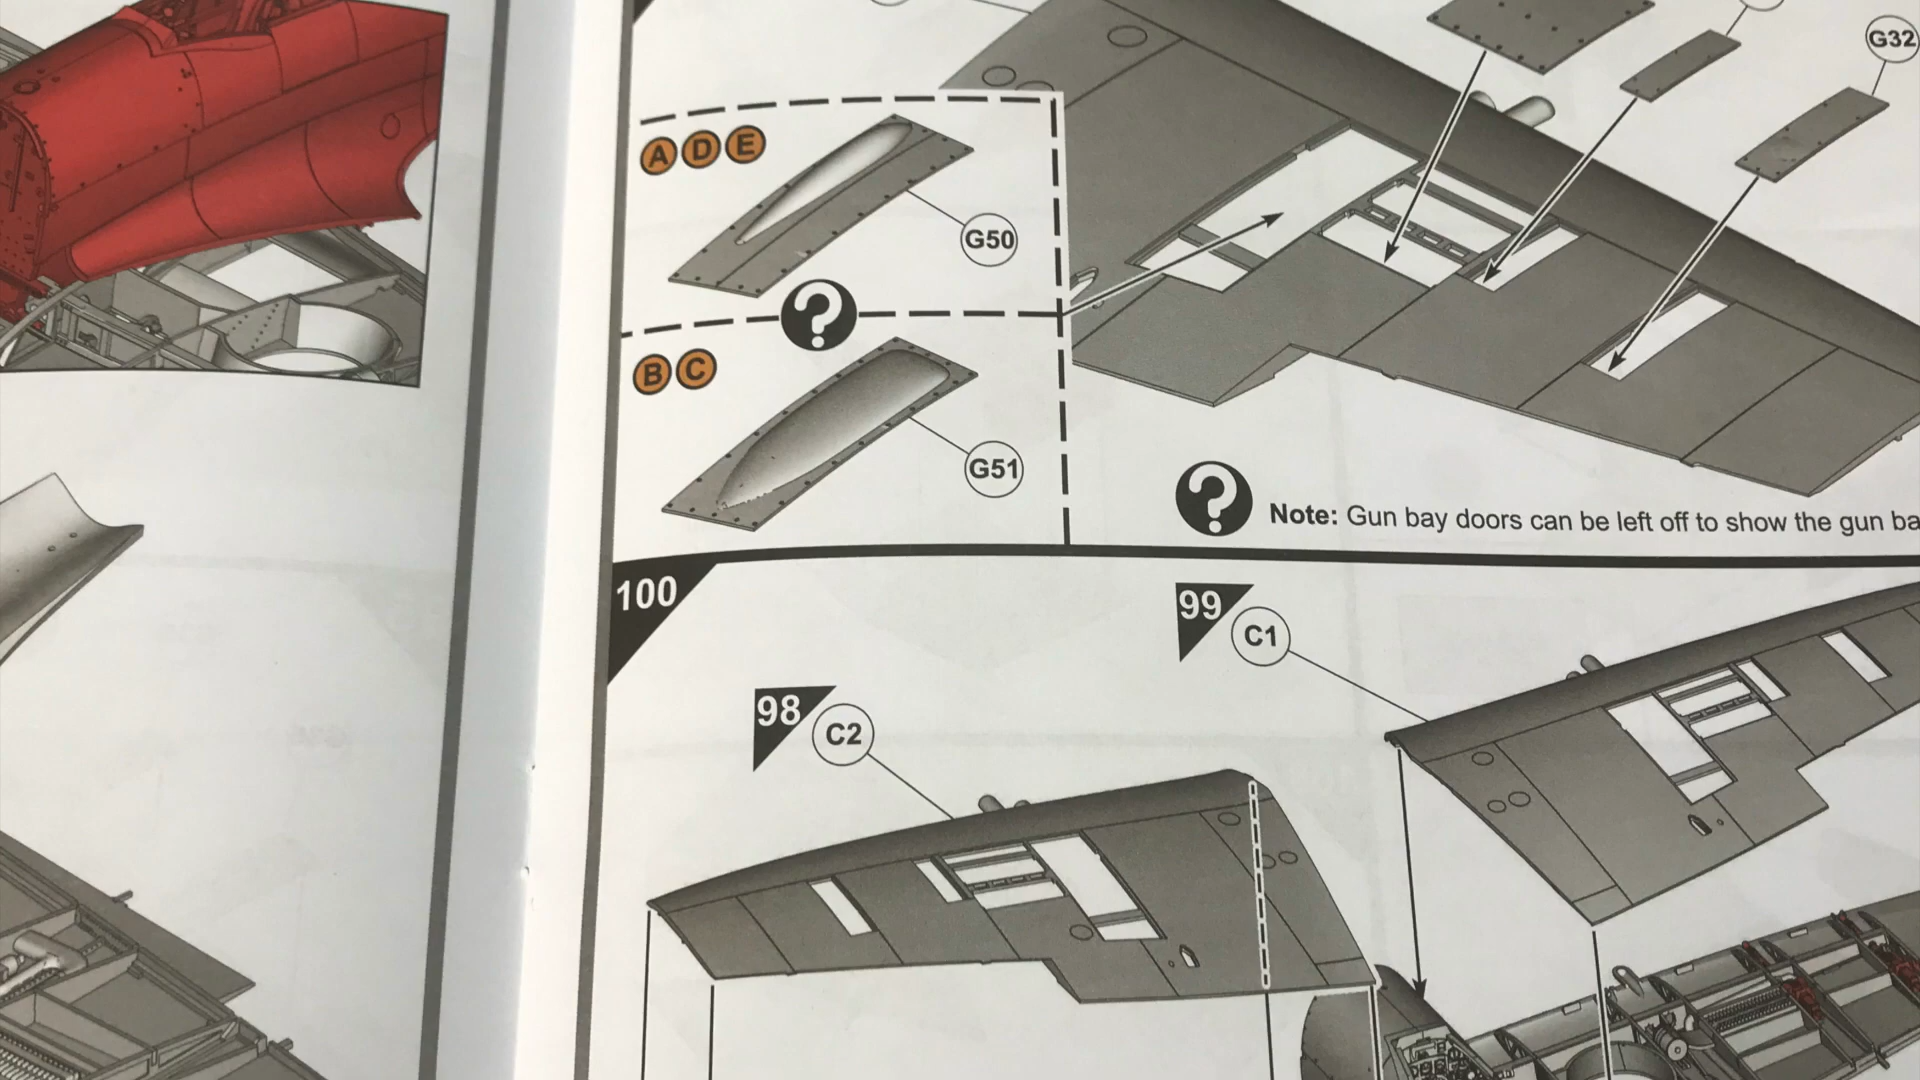 G32
A D E
G50
?
B C
G51
?
Note: Gun bay doors can be left off to show the gun ba
100
99
C1
98
C2